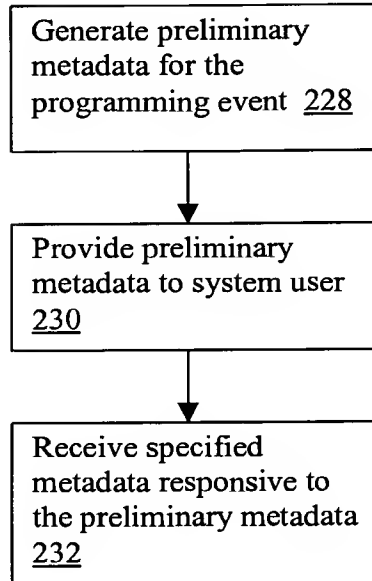 Generate preliminary
metadata for the
programming event 228
Provide preliminary
metadata to system user
230
Receive specified
metadata responsive to
the preliminary metadata
232